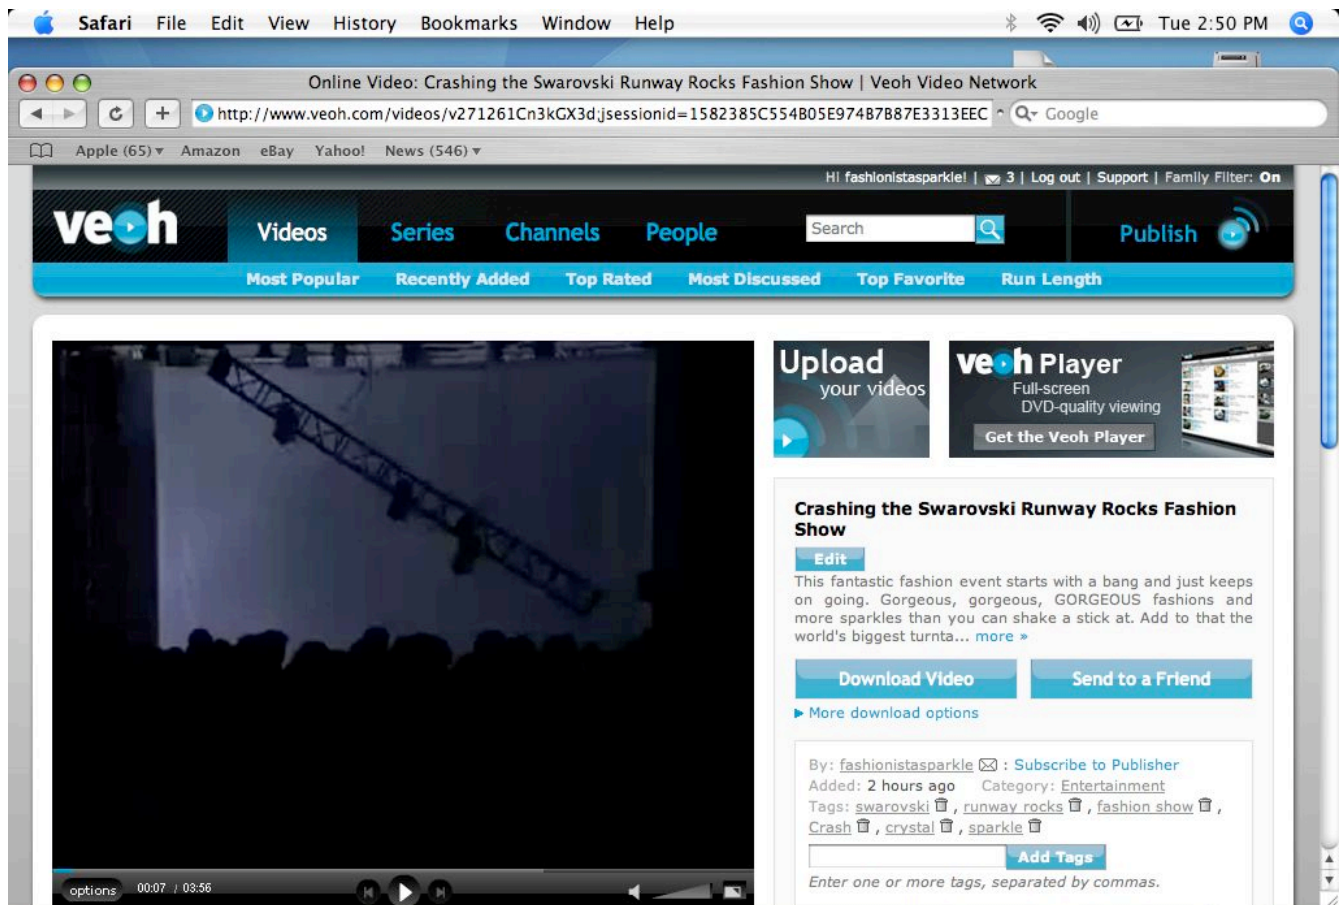 Safari File Edit View History Bookmarks Window Help Tue 2:50 PM
Online Video: Crashing the Swarovski Runway Rocks Fashion Show | Veoh Video Network
http://www.veoh.com/videos/v271261Cn3kGX3d;jsessionid=1582385C554B05E974B7B87E3313EEC Google
Apple (65) Amazon eBay Yahoo! News (546)
Hi fashionistasparkle! | 3 | Log out | Support | Family Filter: On
veoh Videos Series Channels People Search Publish
Most Popular Recently Added Top Rated Most Discussed Top Favorite Run Length
Upload
your videos
veoh Player
Full-screen
DVD-quality viewing
Get the Veoh Player
Crashing the Swarovski Runway Rocks Fashion
Show
Edit
This fantastic fashion event starts with a bang and just keeps
on going. Gorgeous, gorgeous, GORGEOUS fashions and
more sparkles than you can shake a stick at. Add to that the
world's biggest turnta... more »
Download Video Send to a Friend
More download options
By: fashionistasparkle : Subscribe to Publisher
Added: 2 hours ago Category: Entertainment
Tags: swarovski , runway rocks , fashion show ,
Crash , crystal , sparkle
Add Tags
Enter one or more tags, separated by commas.
options 00:07 / 03:56